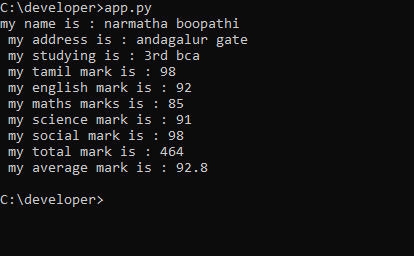 C:\developer>app.py
my name is : narmatha boopathi
my address is : andagalur gate
my studying is : 3rd bca
my tamil mark is : 98
my english mark is : 92
my maths marks is : 85
my science mark is : 91
my social mark is : 98
my total mark is : 464
my average mark is : 92.8
C:\developer>